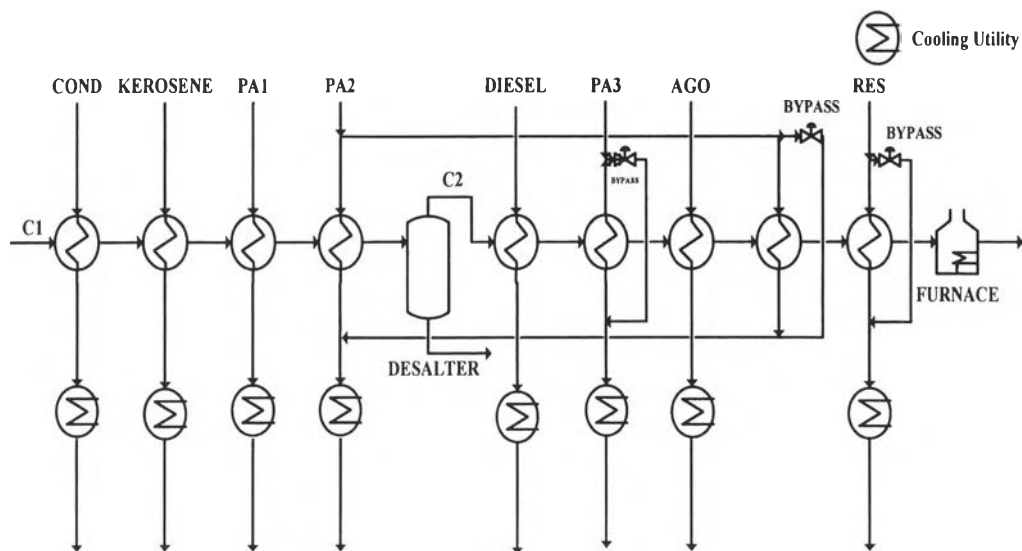 Cooling Utility
COND KEROSENE PA1 PA2 DIESEL PA3 AGO RES
BYPASS
BYPASS
BYPASS
C2
C1
FURNACE
DESALTER